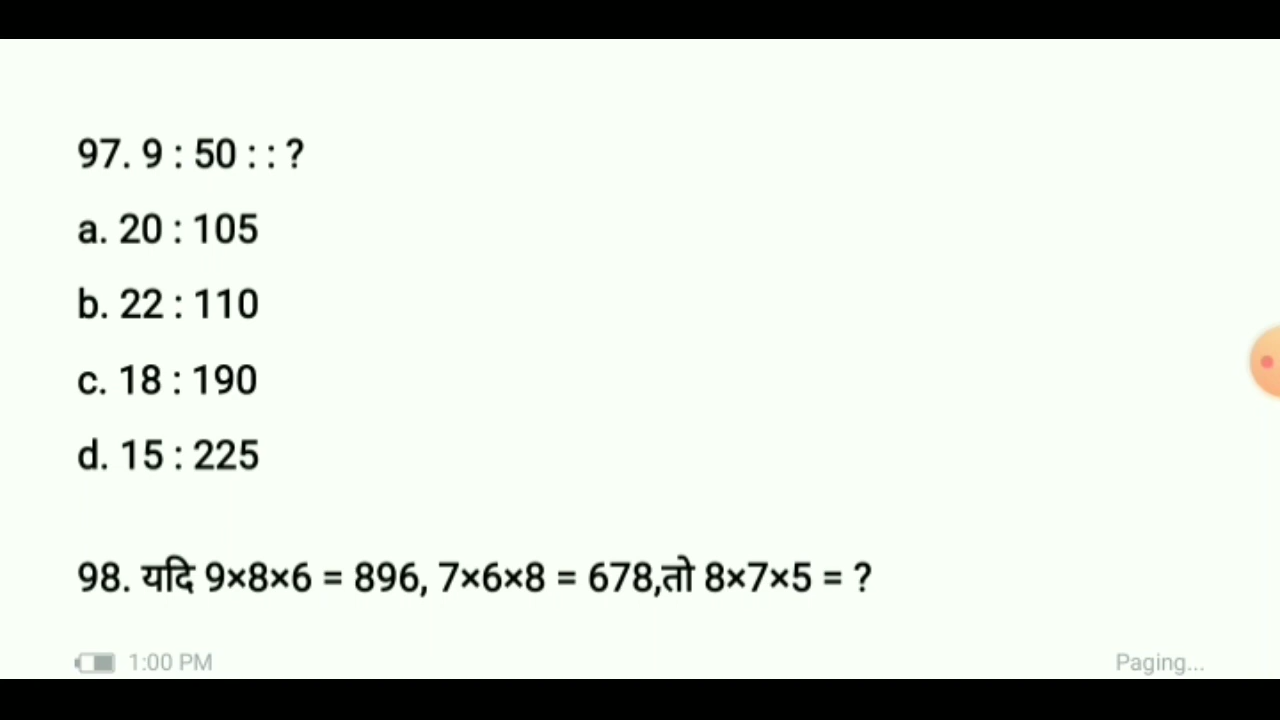 97. 9 : 50 : : ?
a. 20 : 105
b. 22 : 110
c. 18 : 190
d. 15 : 225
98. यदि 9×8×6 = 896, 7×6×8 = 678,तो 8×7×5 = ?
1:00 PM
Paging...